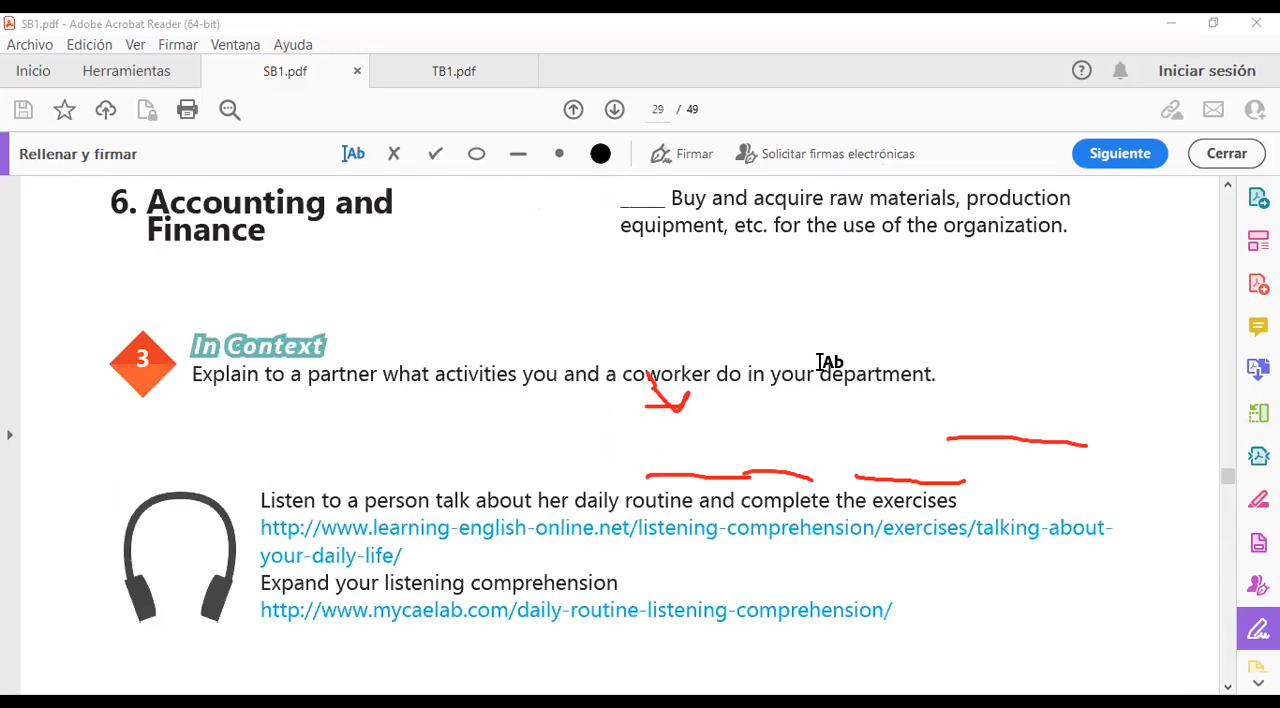 SB1.pdf - Adobe Acrobat Reader (64-bit)
Archivo Edición Ver Firmar Ventana Ayuda
Inicio Herramientas SB1.pdf × TB1.pdf ? Iniciar sesión
29 / 49
Rellenar y firmar Ab Firmar Solicitar firmas electrónicas Siguiente Cerrar
6. Accounting and
Finance
_____ Buy and acquire raw materials, production
equipment, etc. for the use of the organization.
3
In Context
Ab
Explain to a partner what activities you and a coworker do in your department.
Listen to a person talk about her daily routine and complete the exercises
http://www.learning-english-online.net/listening-comprehension/exercises/talking-about-
your-daily-life/
Expand your listening comprehension
http://www.mycaelab.com/daily-routine-listening-comprehension/